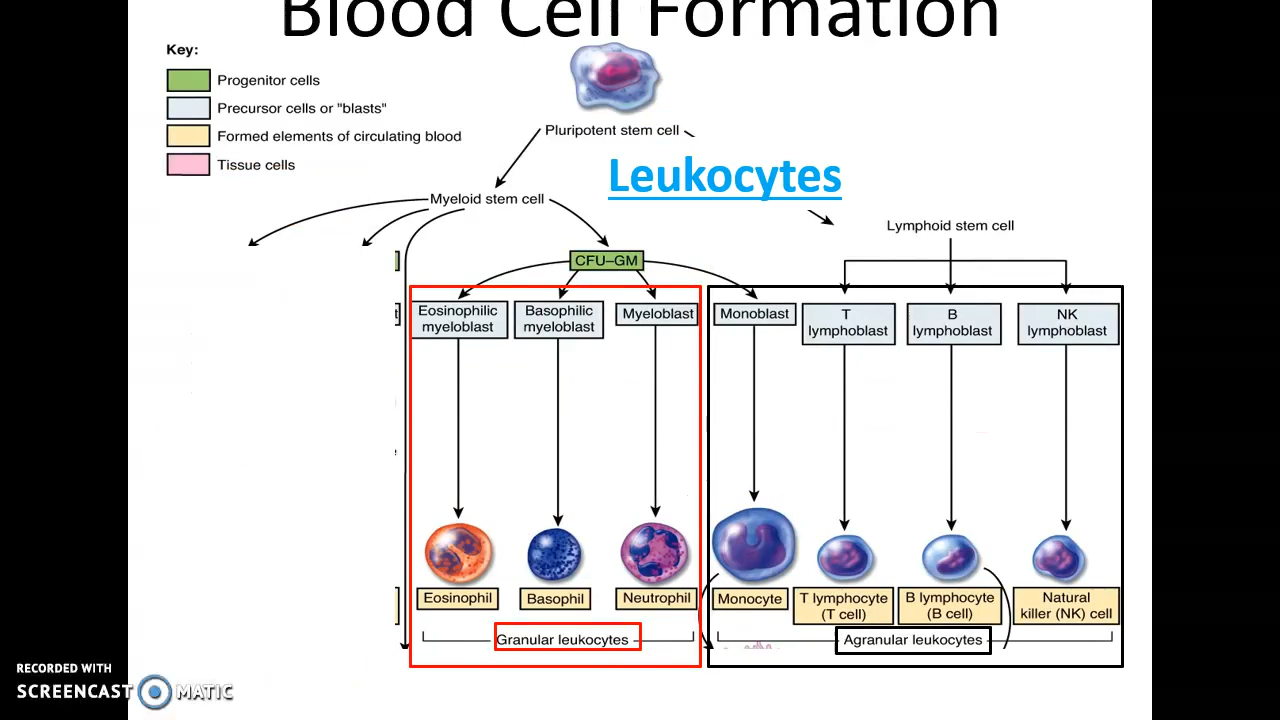 Blood Cell Formation
Key:
Progenitor cells
Precursor cells or "blasts"
Formed elements of circulating blood
Tissue cells
Pluripotent stem cell
Leukocytes
Myeloid stem cell
Lymphoid stem cell
CFU–GM
Eosinophilic
myeloblast
Basophilic
myeloblast
Myeloblast
Monoblast
T
lymphoblast
B
lymphoblast
NK
lymphoblast
Eosinophil
Basophil
Neutrophil
Monocyte
T lymphocyte
(T cell)
B lymphocyte
(B cell)
Natural
killer (NK) cell
Granular leukocytes
Agranular leukocytes
RECORDED WITH
SCREENCAST MATIC